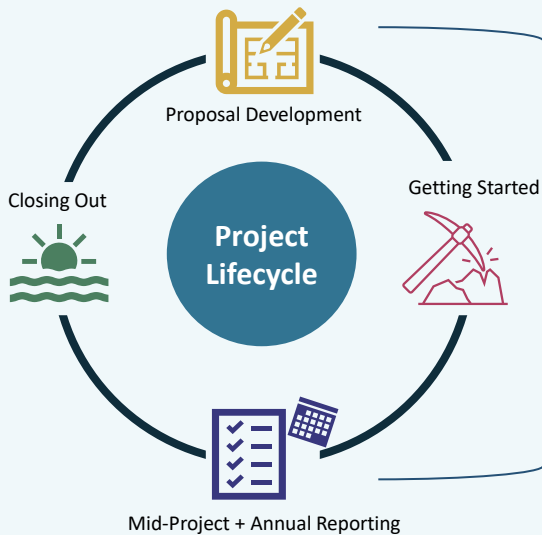 Proposal Development
Getting Started
Closing Out
Project
Lifecycle
Mid-Project + Annual Reporting